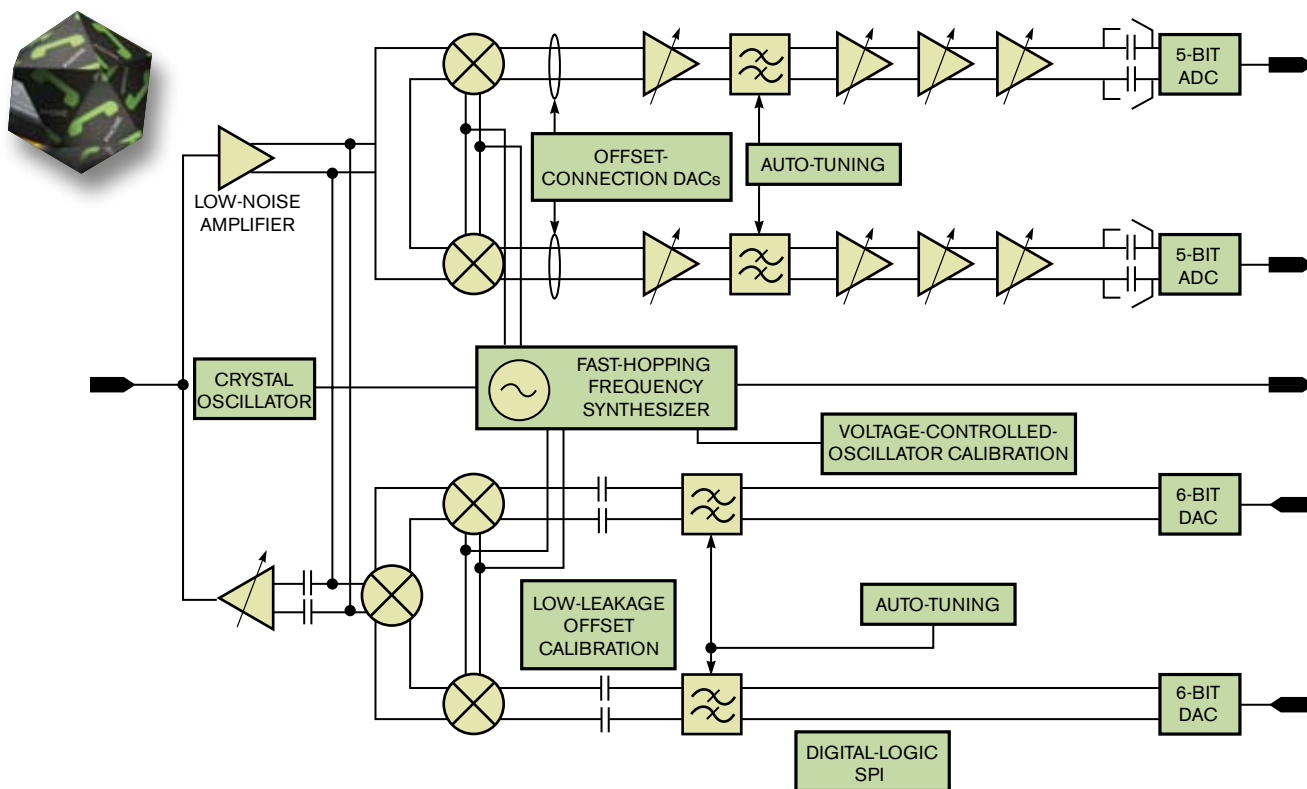 5-BIT
ADC
OFFSET-
CONNECTION DACs
AUTO-TUNING
LOW-NOISE
AMPLIFIER
5-BIT
ADC
CRYSTAL
OSCILLATOR
FAST-HOPPING
FREQUENCY
SYNTHESIZER
VOLTAGE-CONTROLLED-
OSCILLATOR CALIBRATION
6-BIT
DAC
LOW-LEAKAGE
OFFSET
CALIBRATION
AUTO-TUNING
6-BIT
DAC
DIGITAL-LOGIC
SPI